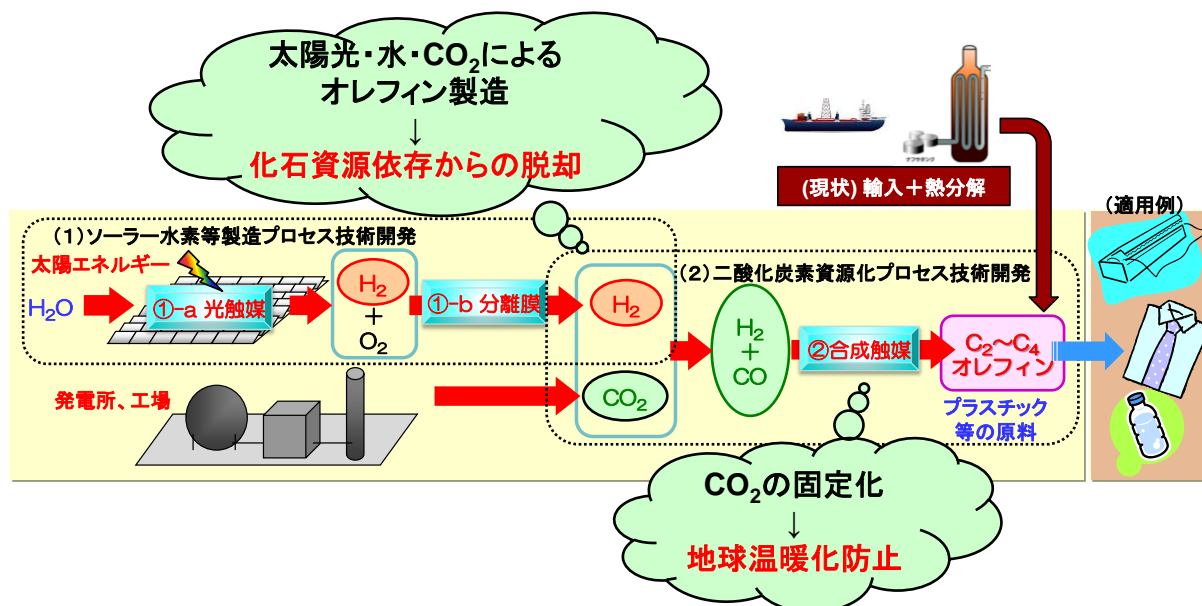 太陽光・水・CO₂による
オレフィン製造
↓
化石資源依存からの脱却
ナフサタンク
(現状) 輸入＋熱分解
（適用例）
（1）ソーラー水素等製造プロセス技術開発
太陽エネルギー
H₂O
①-a 光触媒
H₂
+
O₂
①-b 分離膜
（2）二酸化炭素資源化プロセス技術開発
H₂
CO₂
H₂
+
CO
②合成触媒
C₂～C₄
オレフィン
プラスチック
等の原料
発電所、工場
CO₂の固定化
↓
地球温暖化防止